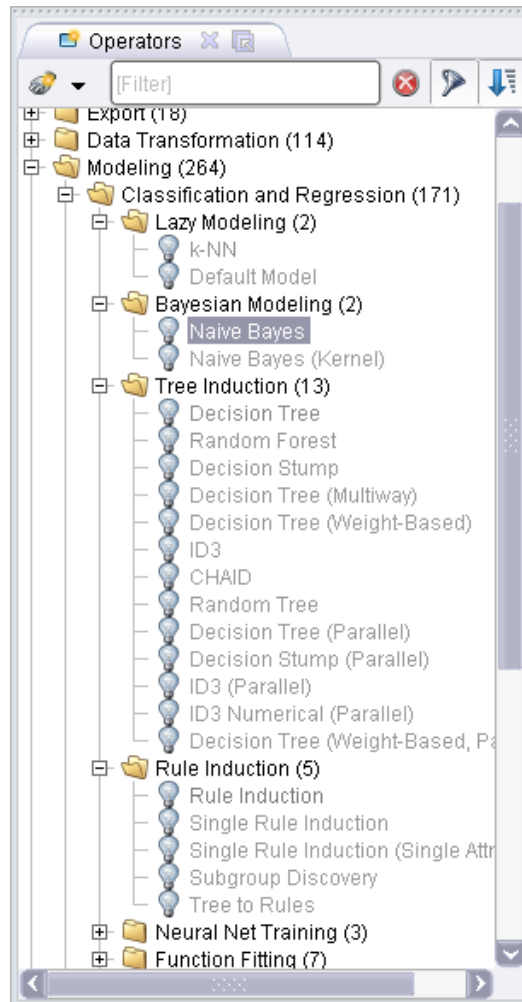 Operators
[Filter]
Export (18)
Data Transformation (114)
Modeling (264)
Classification and Regression (171)
Lazy Modeling (2)
k-NN
Default Model
Bayesian Modeling (2)
Naive Bayes
Naive Bayes (Kernel)
Tree Induction (13)
Decision Tree
Random Forest
Decision Stump
Decision Tree (Multiway)
Decision Tree (Weight-Based)
ID3
CHAID
Random Tree
Decision Tree (Parallel)
Decision Stump (Parallel)
ID3 (Parallel)
ID3 Numerical (Parallel)
Decision Tree (Weight-Based, Pa
Rule Induction (5)
Rule Induction
Single Rule Induction
Single Rule Induction (Single Attr
Subgroup Discovery
Tree to Rules
Neural Net Training (3)
Function Fitting (7)